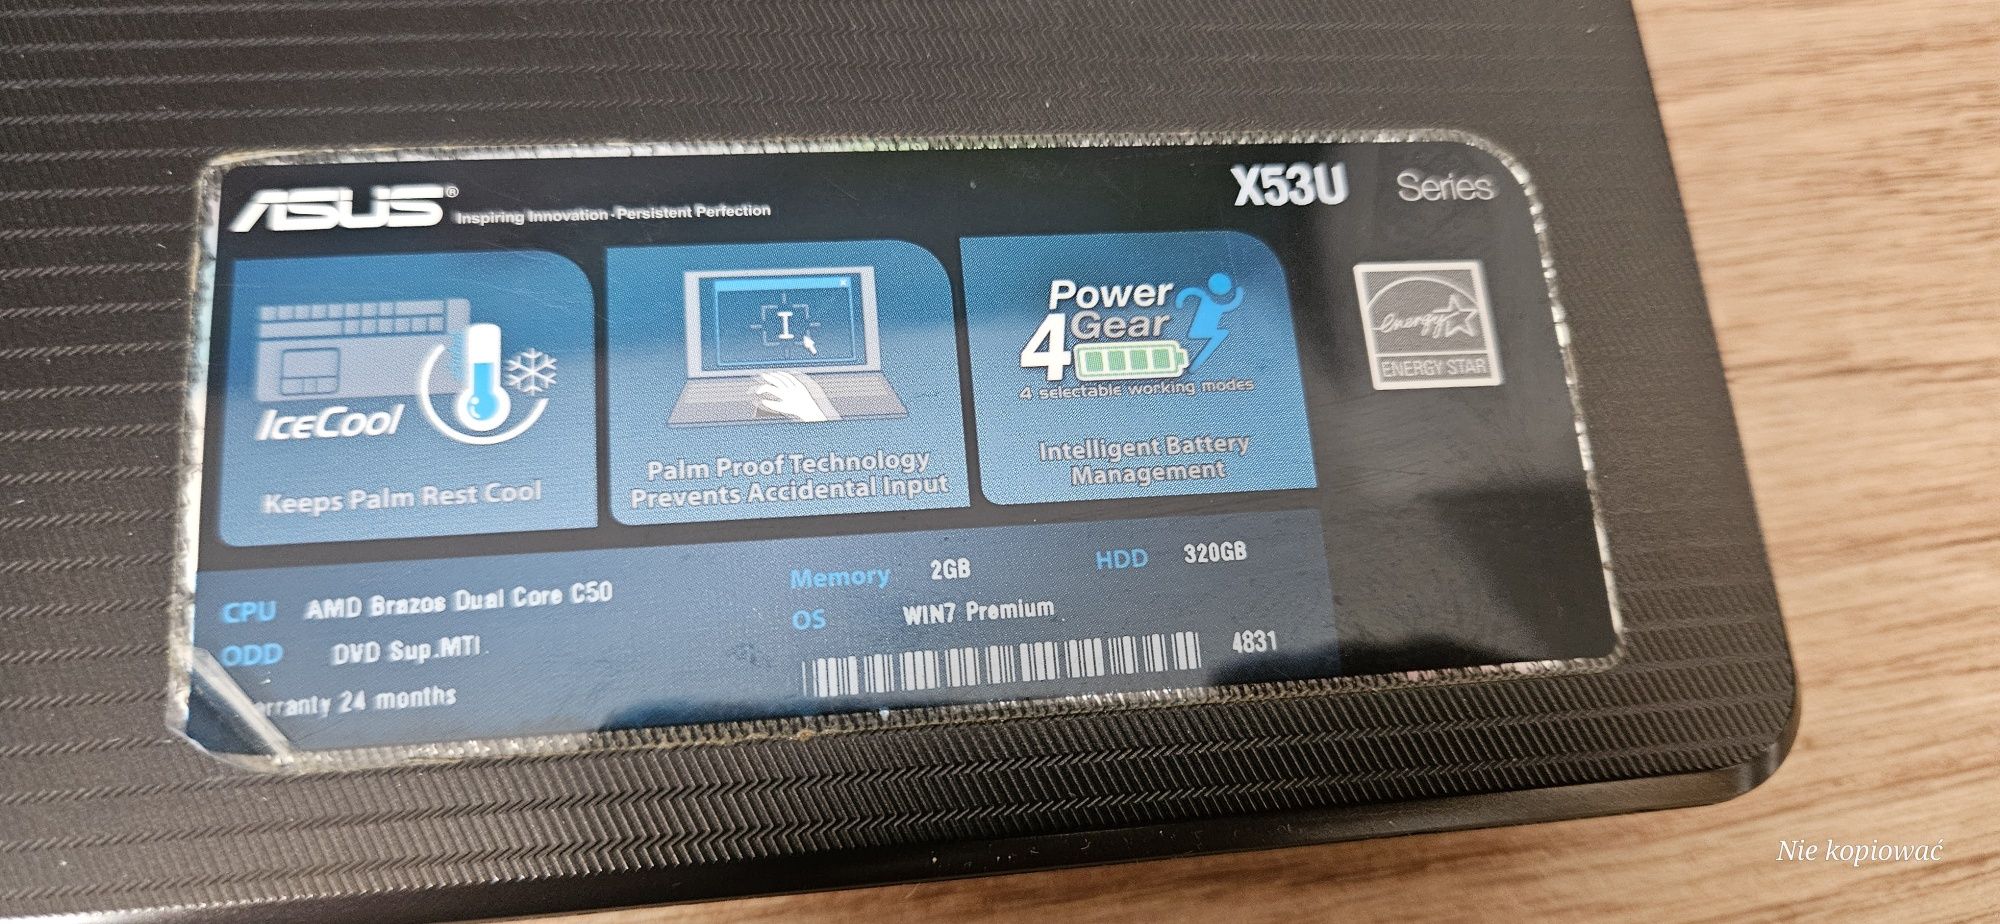 ASUS® Inspiring Innovation · Persistent Perfection
X53U Series
IceCool
Keeps Palm Rest Cool
Palm Proof Technology
Prevents Accidental Input
Power
4 Gear
4 selectable working modes
Intelligent Battery
Management
energy
ENERGY STAR
CPU AMD Brazos Dual Core C50
Memory 2GB HDD 320GB
ODD DVD Sup.MTI.
OS WIN7 Premium
4831
24 months
Nie kopiować